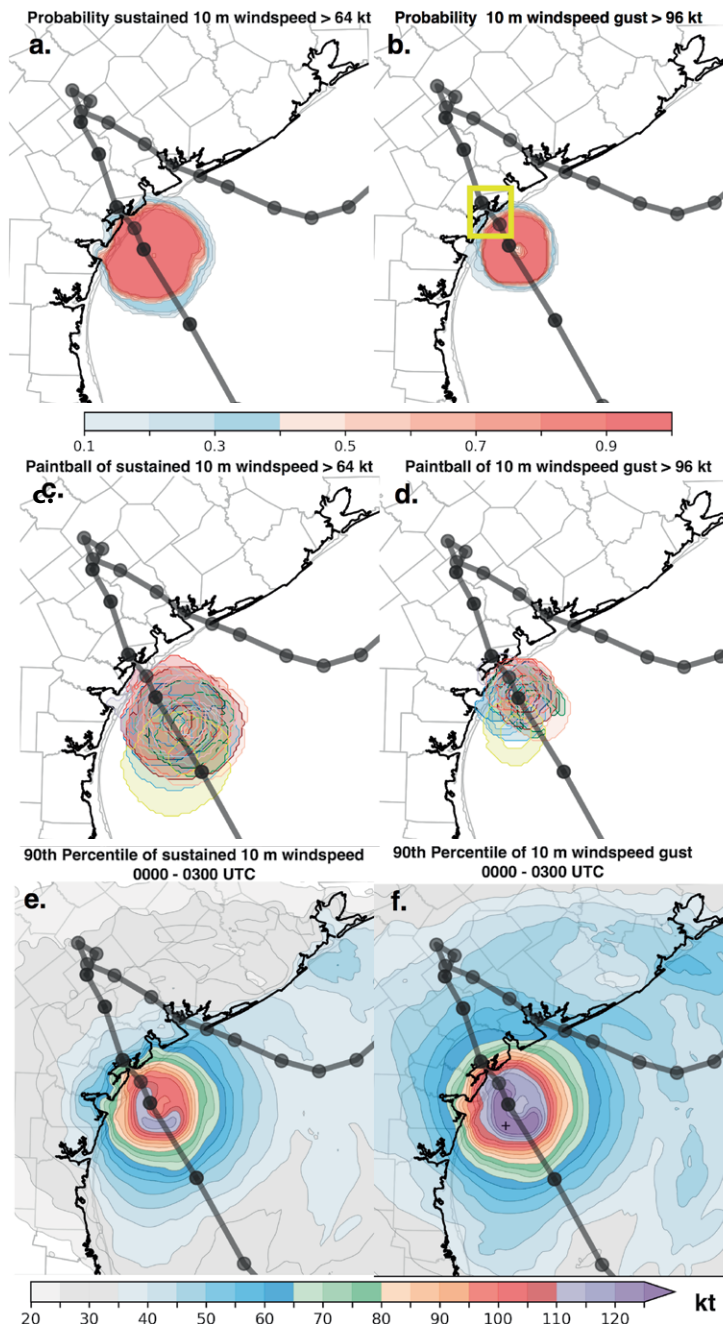 Probability sustained 10 m windspeed > 64 kt
Probability 10 m windspeed gust > 96 kt
a.
b.
0.1 0.3 0.5 0.7 0.9
Paintball of sustained 10 m windspeed > 64 kt
Paintball of 10 m windspeed gust > 96 kt
c.
c.
d.
90th Percentile of sustained 10 m windspeed
0000 - 0300 UTC
90th Percentile of 10 m windspeed gust
0000 - 0300 UTC
e.
f.
+
20 30 40 50 60 70 80 90 100 110 120
kt